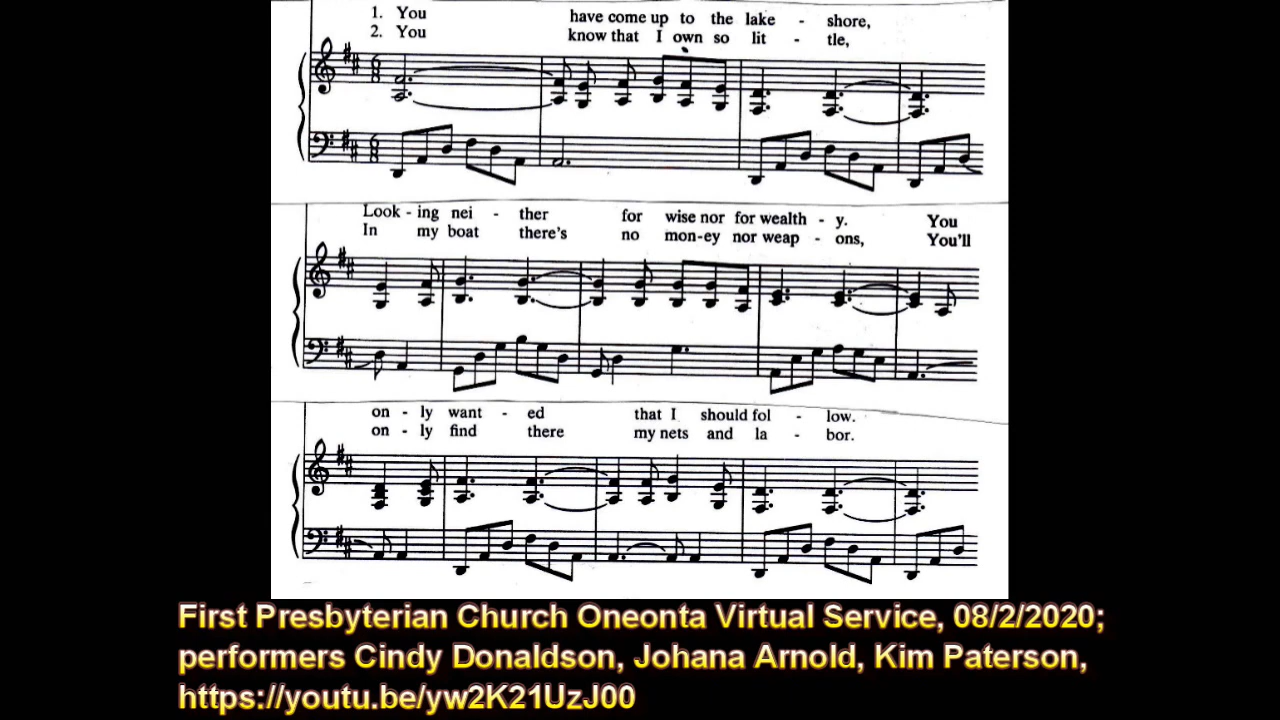 1. You have come up to the lake - shore,
2. You know that I own so lit - tle,
Look - ing nei - ther for wise nor for wealth - y. You
In my boat there's no mon-ey nor weap - ons, You'll
on - ly want - ed that I should fol - low.
on - ly find there my nets and la - bor.
First Presbyterian Church Oneonta Virtual Service, 08/2/2020;
performers Cindy Donaldson, Johana Arnold, Kim Paterson,
https://youtu.be/yw2K21UzJ00